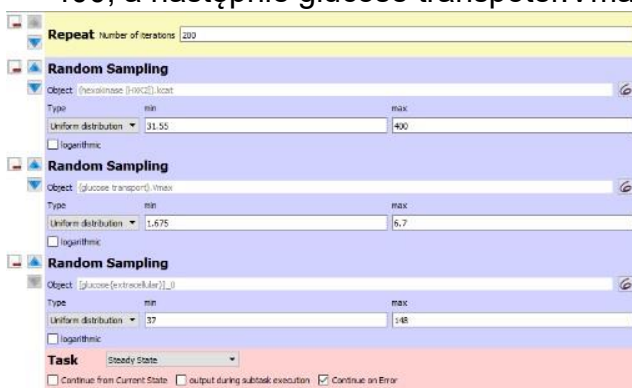 400, a następnie glucose
Repeat Number of iterations 200
Random Sampling
Object (hexokinase (HXK2)).kcat
Type min max
Uniform distribution 31.55 400
logarithmic
Random Sampling
Object (glucose transport).Vmax
Type min max
Uniform distribution 1.675 6.7
logarithmic
Random Sampling
Object [glucose{extracellular}]_0
Type min max
Uniform distribution 37 148
logarithmic
Task Steady State
Continue from Current State output during subtask execution Continue on Error